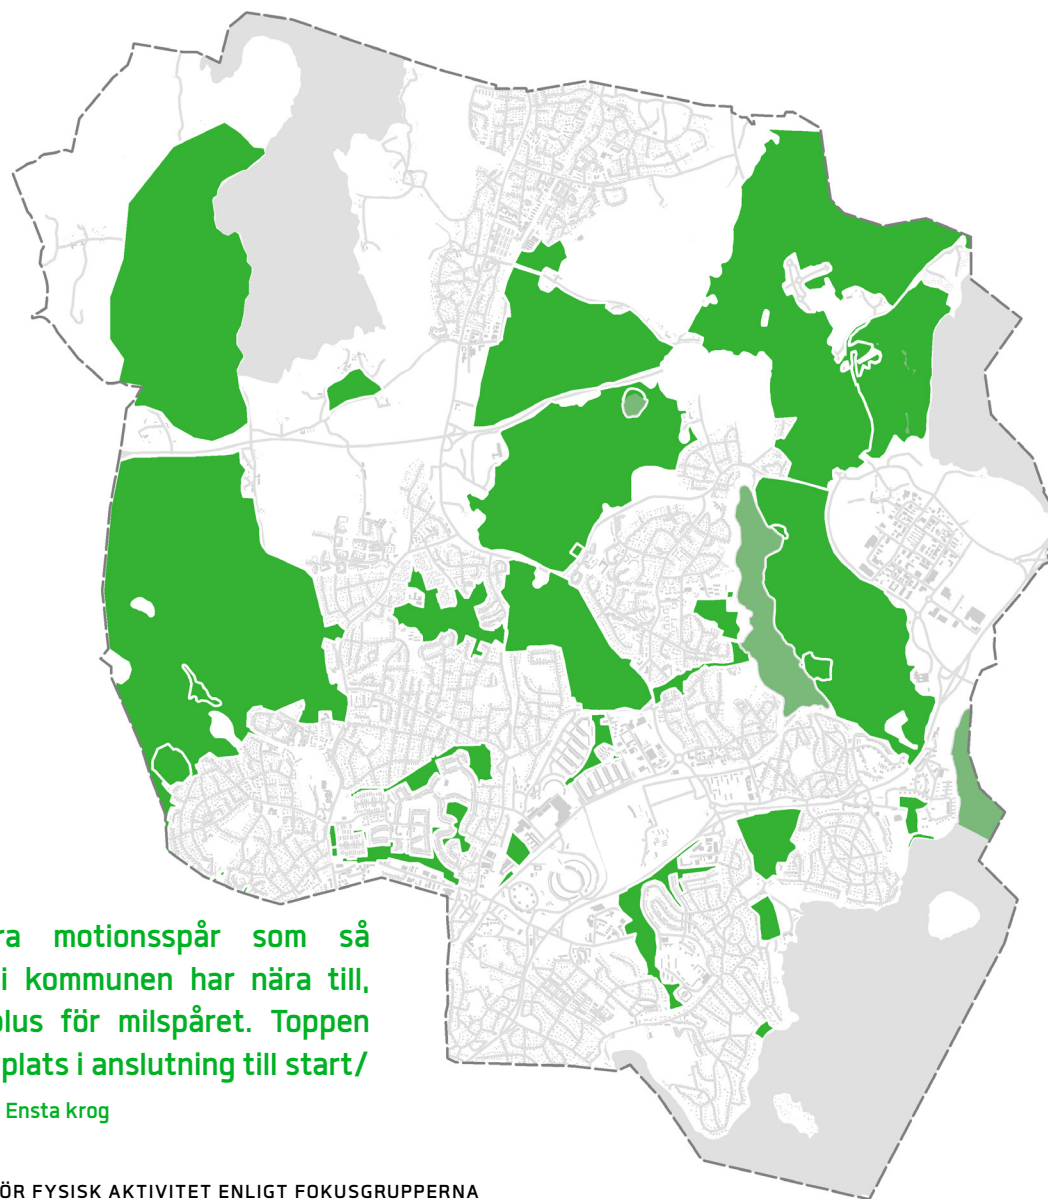 ra motionsspår som så
i kommunen har nära till,
plus för milspåret. Toppen
plats i anslutning till start/
Ensta krog
ÖR FYSISK AKTIVITET ENLIGT FOKUSGRUPPERNA